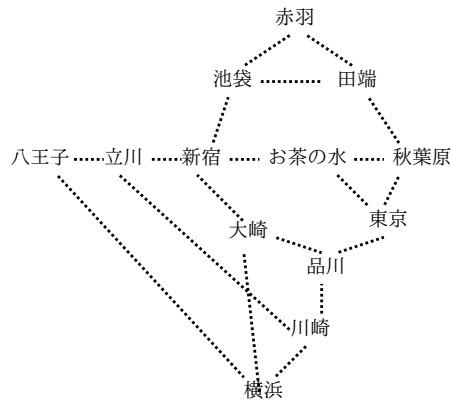 赤羽
池袋 田端
八王子 立川 新宿 お茶の水 秋葉原
東京
大崎
品川
川崎
横浜